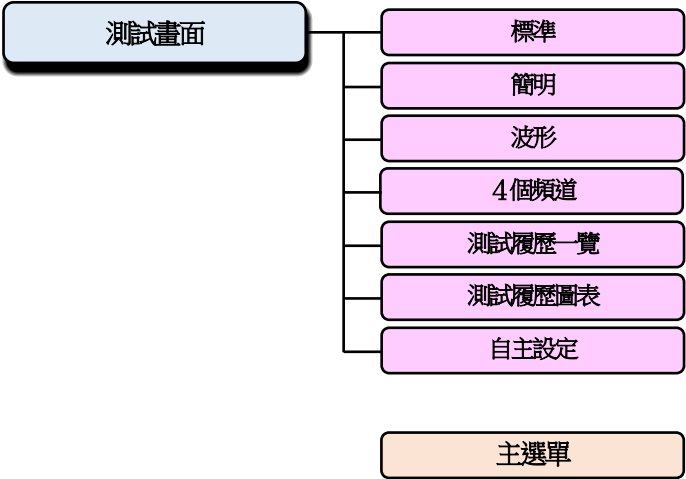 測試畫面
標準
簡明
波形
4個頻道
測試履歷一覽
測試履歷圖表
自主設定
主選單